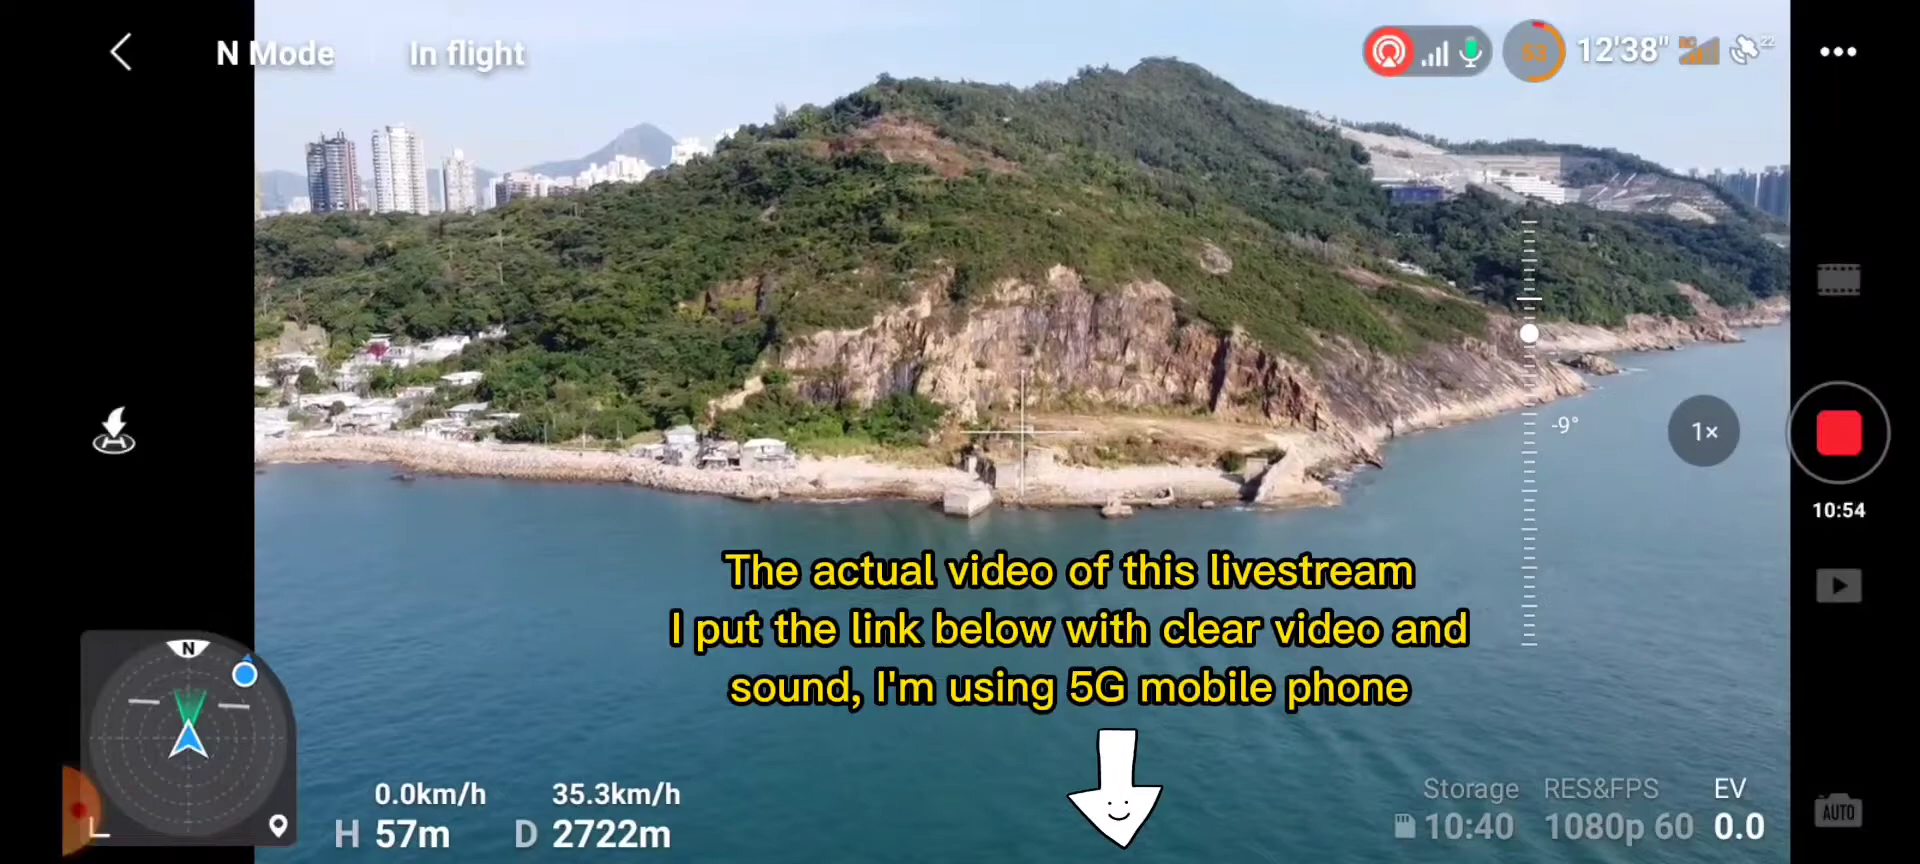 N Mode
In flight
53
12'38"
22
-9°
1×
10:54
The actual video of this livestream
I put the link below with clear video and
sound, I'm using 5G mobile phone
N
0.0km/h
35.3km/h
H 57m
D 2722m
Storage
10:40
RES&FPS
1080p 60
EV
0.0
AUTO